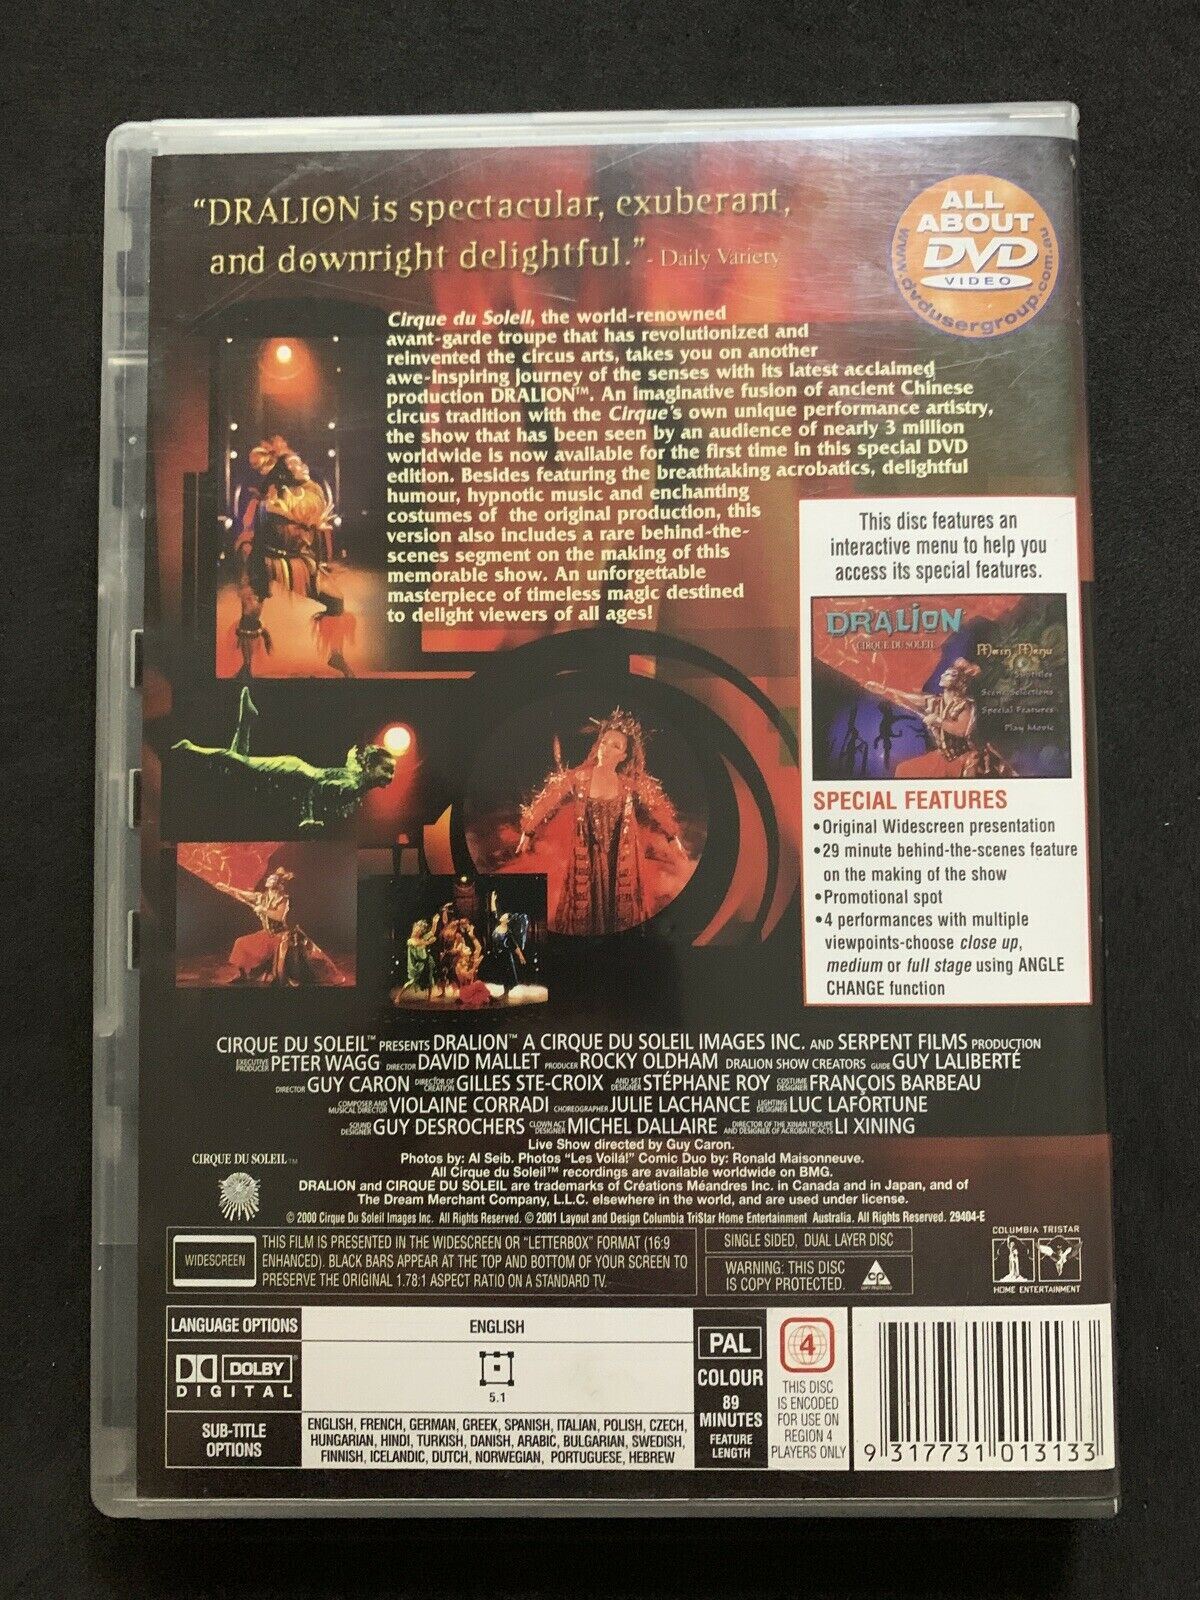 "DRALION is spectacular, exuberant,
and downright delightful." - Daily Variety
ALL
ABOUT
DVD
VIDEO
www.dvdusergroup.com.au
Cirque du Soleil, the world-renowned
avant-garde troupe that has revolutionized and
reinvented the circus arts, takes you on another
awe-inspiring journey of the senses with its latest acclaimed
production DRALION™. An imaginative fusion of ancient Chinese
circus tradition with the Cirque's own unique performance artistry,
the show that has been seen by an audience of nearly 3 million
worldwide is now available for the first time in this special DVD
edition. Besides featuring the breathtaking acrobatics, delightful
humour, hypnotic music and enchanting
costumes of the original production, this
version also includes a rare behind-the-
scenes segment on the making of this
memorable show. An unforgettable
masterpiece of timeless magic destined
to delight viewers of all ages!
This disc features an
interactive menu to help you
access its special features.
DRALION
CIRQUE DU SOLEIL
Main Menu
Subtitles
Scene Selections
Special Features
Play Movie
SPECIAL FEATURES
•Original Widescreen presentation
•29 minute behind-the-scenes feature
on the making of the show
•Promotional spot
•4 performances with multiple
viewpoints-choose close up,
medium or full stage using ANGLE
CHANGE function
CIRQUE DU SOLEIL™ PRESENTS DRALION™ A CIRQUE DU SOLEIL IMAGES INC. AND SERPENT FILMS PRODUCTION
EXECUTIVE PRODUCER PETER WAGG DIRECTOR DAVID MALLET PRODUCER ROCKY OLDHAM DRALION SHOW CREATORS GUIDE GUY LALIBERTÉ
DIRECTOR GUY CARON DIRECTOR OF CREATION GILLES STE-CROIX AND SET DESIGNER STÉPHANE ROY COSTUME DESIGNER FRANÇOIS BARBEAU
COMPOSER AND MUSICAL DIRECTOR VIOLAINE CORRADI CHOREOGRAPHER JULIE LACHANCE LIGHTING DESIGNER LUC LAFORTUNE
SOUND DESIGNER GUY DESROCHERS CLOWN ACT DESIGNER MICHEL DALLAIRE DIRECTOR OF THE XINAN TROUPE AND DESIGNER OF ACROBATIC ACTS LI XINING
Live Show directed by Guy Caron.
Photos by: Al Seib. Photos "Les Voilà!" Comic Duo by: Ronald Maisonneuve.
All Cirque du Soleil™ recordings are available worldwide on BMG.
DRALION and CIRQUE DU SOLEIL are trademarks of Créations Méandres Inc. in Canada and in Japan, and of
The Dream Merchant Company, L.L.C. elsewhere in the world, and are used under license.
CIRQUE DU SOLEIL™
© 2000 Cirque Du Soleil Images Inc. All Rights Reserved. © 2001 Layout and Design Columbia TriStar Home Entertainment Australia. All Rights Reserved. 29404-E
WIDESCREEN
THIS FILM IS PRESENTED IN THE WIDESCREEN OR "LETTERBOX" FORMAT (16:9
ENHANCED). BLACK BARS APPEAR AT THE TOP AND BOTTOM OF YOUR SCREEN TO
PRESERVE THE ORIGINAL 1.78:1 ASPECT RATIO ON A STANDARD TV.
SINGLE SIDED, DUAL LAYER DISC
WARNING: THIS DISC
IS COPY PROTECTED.
CP
COPY PROTECTED
COLUMBIA TRISTAR
HOME ENTERTAINMENT
LANGUAGE OPTIONS
ENGLISH
DOLBY
DIGITAL
5.1
SUB-TITLE
OPTIONS
ENGLISH, FRENCH, GERMAN, GREEK, SPANISH, ITALIAN, POLISH, CZECH,
HUNGARIAN, HINDI, TURKISH, DANISH, ARABIC, BULGARIAN, SWEDISH,
FINNISH, ICELANDIC, DUTCH, NORWEGIAN, PORTUGUESE, HEBREW
PAL
COLOUR
89
MINUTES
FEATURE
LENGTH
4
THIS DISC
IS ENCODED
FOR USE ON
REGION 4
PLAYERS ONLY
9 317731 013133